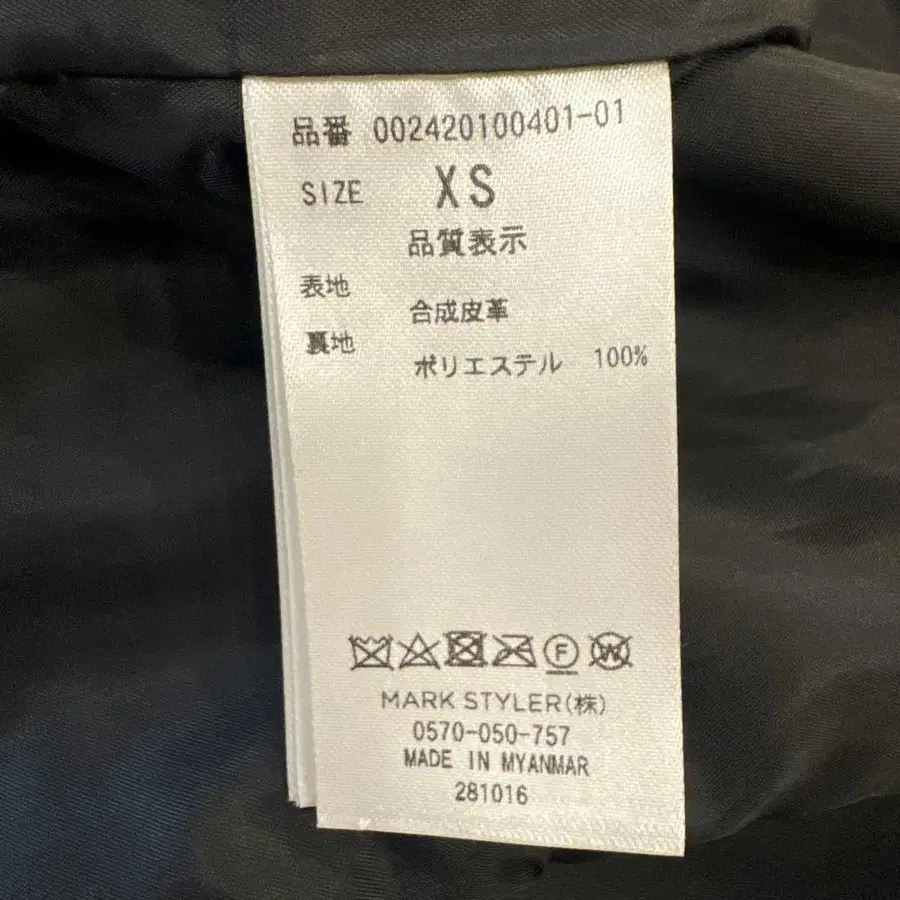 品番 002420100401-01
SIZE XS
品質表示
表地
合成皮革
裏地
ポリエステル 100%
F W
MARK STYLER(株)
0570-050-757
MADE IN MYANMAR
281016